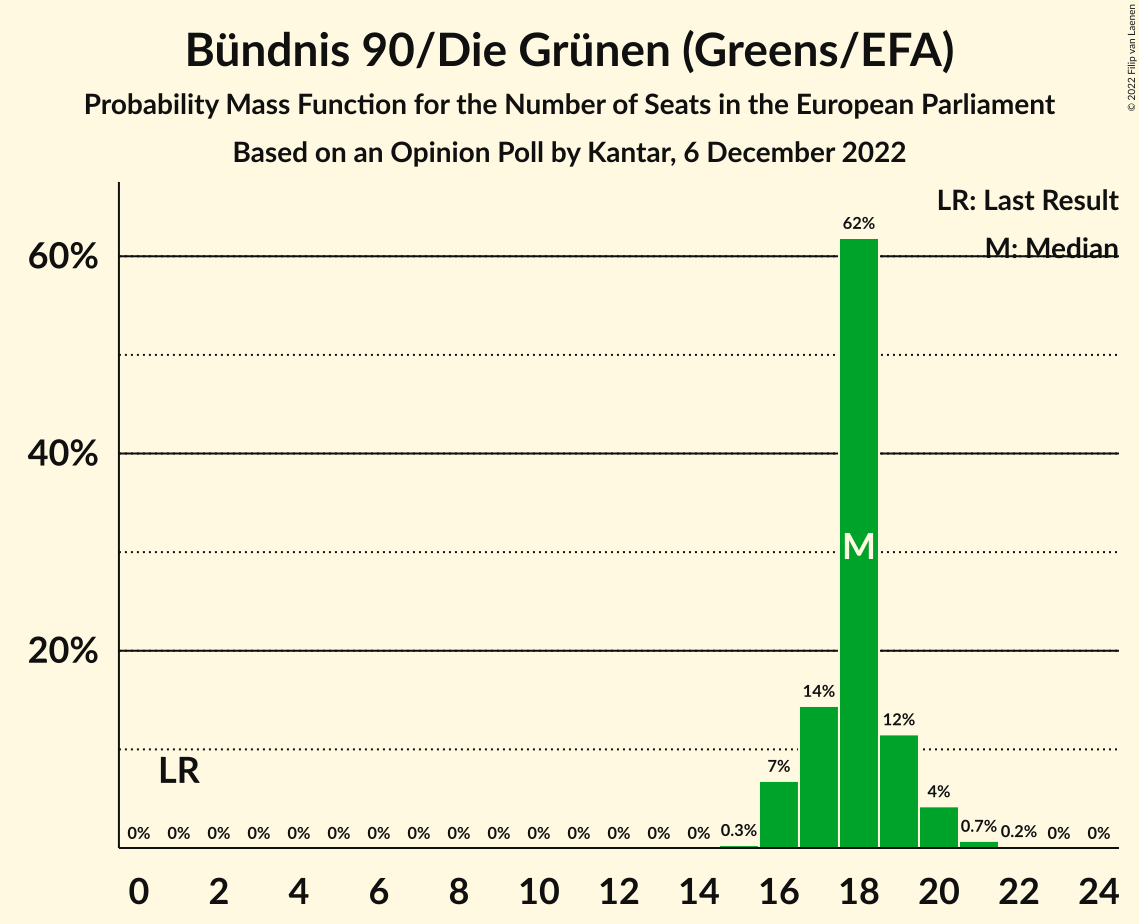 Bündnis 90/Die Grünen (Greens/EFA)
Probability Mass Function for the Number of Seats in the European Parliament
Based on an Opinion Poll by Kantar, 6 December 2022
© 2022 Filip van Laenen
LR: Last Result
M: Median
60%
40%
20%
62%
M
14%
12%
7%
4%
LR
0% 0% 0% 0% 0% 0% 0% 0% 0% 0% 0% 0% 0% 0% 0% 0.3% 0.7% 0.2% 0% 0%
0 2 4 6 8 10 12 14 16 18 20 22 24